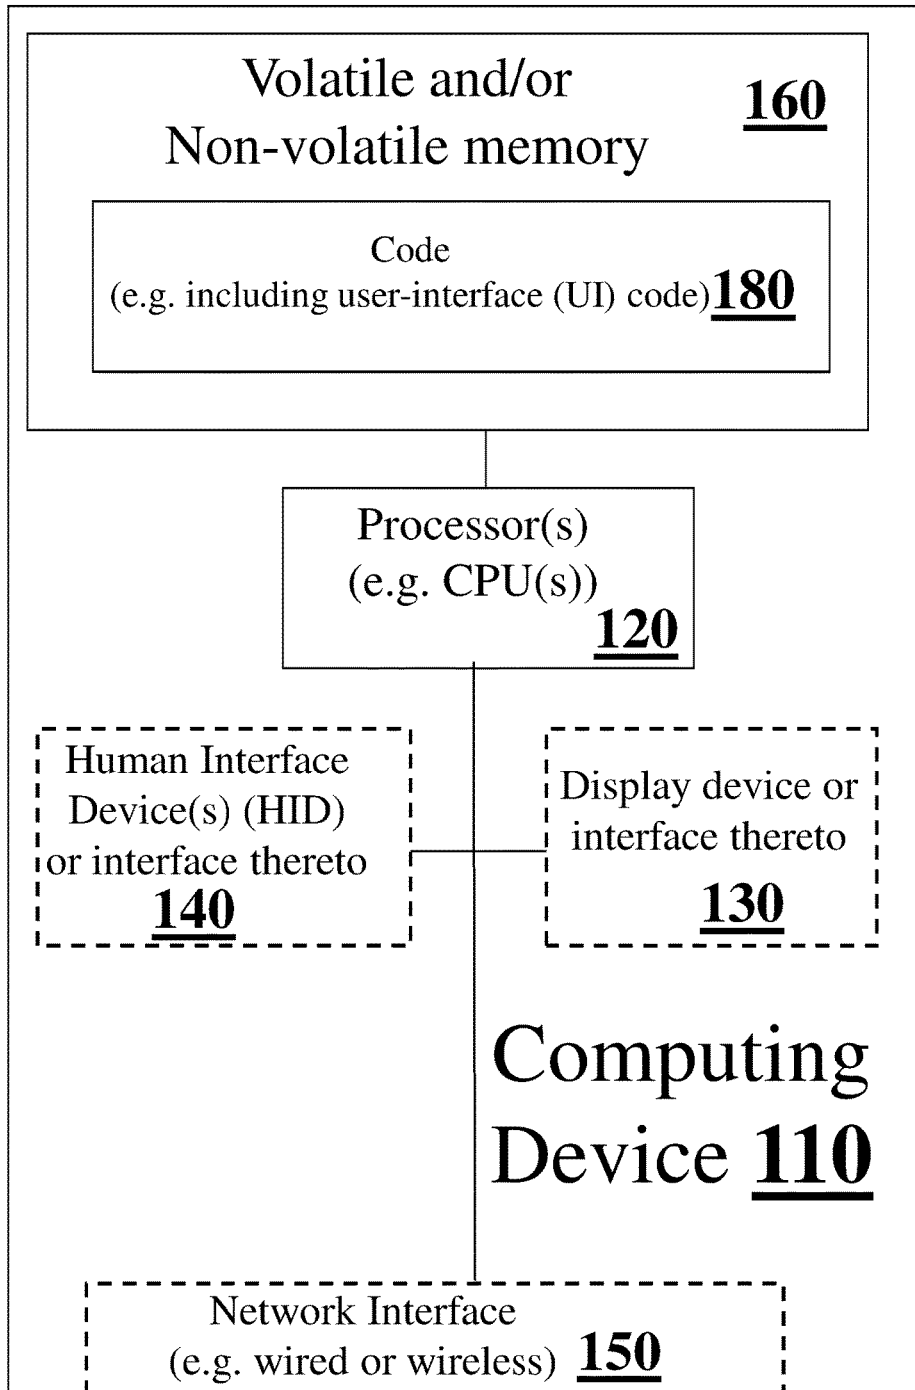 Volatile and/or
Non-volatile memory
160
Code
(e.g. including user-interface (UI) code) 180
Processor(s)
(e.g. CPU(s))
120
Human Interface
Device(s) (HID)
or interface thereto
140
Display device or
interface thereto
130
Computing
Device 110
Network Interface
(e.g. wired or wireless) 150